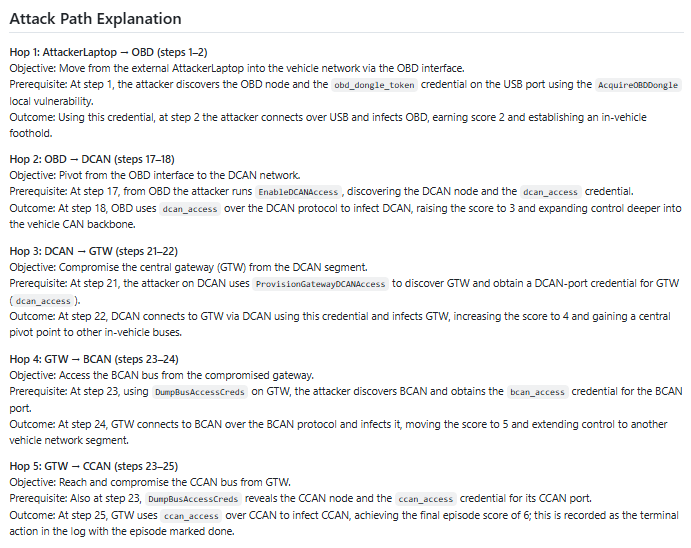 Attack Path Explanation
Hop 1: AttackerLaptop → OBD (steps 1–2)
Objective: Move from the external AttackerLaptop into the vehicle network via the OBD interface.
Prerequisite: At step 1, the attacker discovers the OBD node and the obd_dongle_token credential on the USB port using the AcquireOBDDongle
local vulnerability.
Outcome: Using this credential, at step 2 the attacker connects over USB and infects OBD, earning score 2 and establishing an in-vehicle
foothold.
Hop 2: OBD → DCAN (steps 17–18)
Objective: Pivot from the OBD interface to the DCAN network.
Prerequisite: At step 17, from OBD the attacker runs EnableDCANAccess , discovering the DCAN node and the dcan_access credential.
Outcome: At step 18, OBD uses dcan_access over the DCAN protocol to infect DCAN, raising the score to 3 and expanding control deeper into
the vehicle CAN backbone.
Hop 3: DCAN → GTW (steps 21–22)
Objective: Compromise the central gateway (GTW) from the DCAN segment.
Prerequisite: At step 21, the attacker on DCAN uses ProvisionGatewayDCANAccess to discover GTW and obtain a DCAN-port credential for GTW
( dcan_access ).
Outcome: At step 22, DCAN connects to GTW via DCAN using this credential and infects GTW, increasing the score to 4 and gaining a central
pivot point to other in-vehicle buses.
Hop 4: GTW → BCAN (steps 23–24)
Objective: Access the BCAN bus from the compromised gateway.
Prerequisite: At step 23, using DumpBusAccessCreds on GTW, the attacker discovers BCAN and obtains the bcan_access credential for the BCAN
port.
Outcome: At step 24, GTW connects to BCAN over the BCAN protocol and infects it, moving the score to 5 and extending control to another
vehicle network segment.
Hop 5: GTW → CCAN (steps 23–25)
Objective: Reach and compromise the CCAN bus from GTW.
Prerequisite: Also at step 23, DumpBusAccessCreds reveals the CCAN node and the ccan_access credential for its CCAN port.
Outcome: At step 25, GTW uses ccan_access over CCAN to infect CCAN, achieving the final episode score of 6; this is recorded as the terminal
action in the log with the episode marked done.